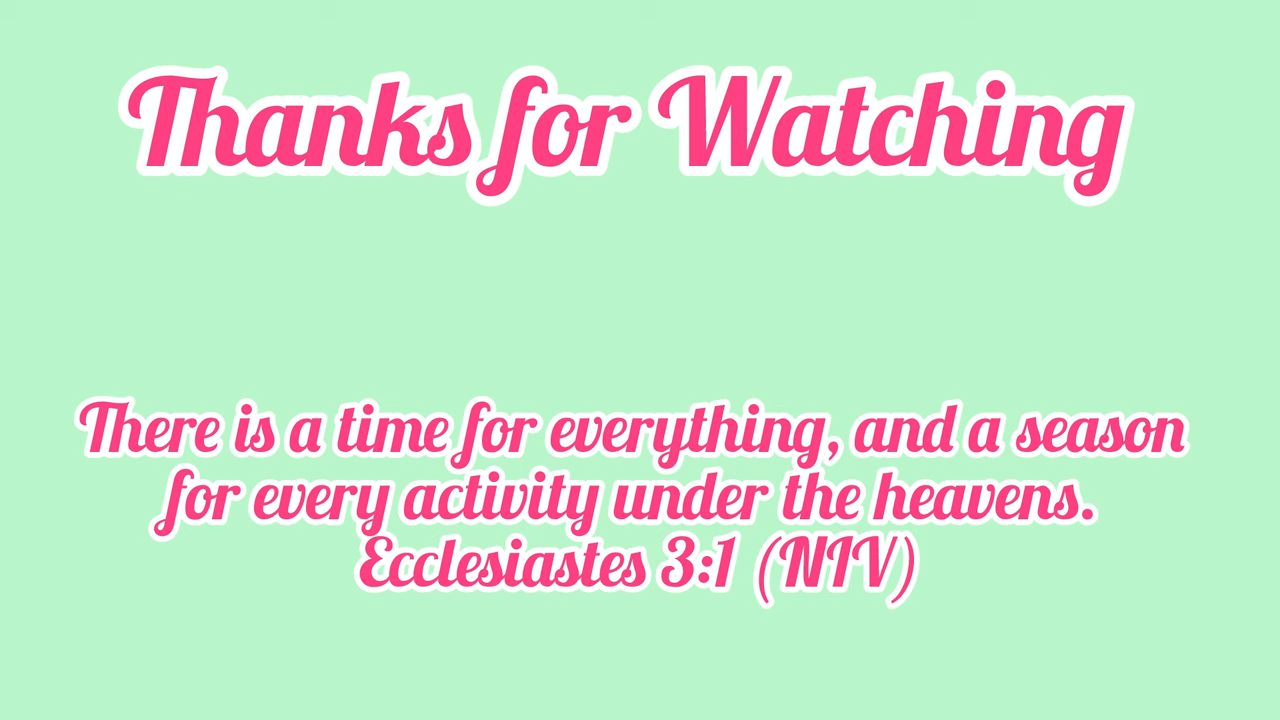 Thanks for Watching
There is a time for everything, and a season
for every activity under the heavens.
Ecclesiastes 3:1 (NIV)